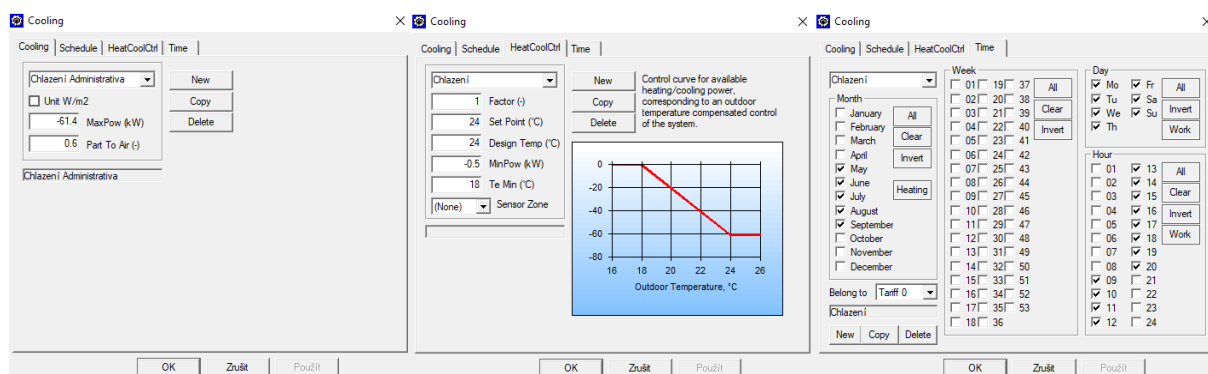 Cooling
Cooling Schedule HeatCoolCtrl Time
Chlazení Administrativa
New
Unit W/m2
Copy
-61.4 MaxPow (kW)
Delete
0.6 Part To Air (-)
Chlazení Administrativa
OK Zrušit Použít
Cooling
Cooling Schedule HeatCoolCtrl Time
Chlazení
New
1 Factor (-)
Copy
24 Set Point (°C)
Delete
24 Design Temp (°C)
-0.5 MinPow (kW)
18 Te Min (°C)
(None) Sensor Zone
Control curve for available
heating/cooling power,
corresponding to an outdoor
temperature compensated control
of the system.
0
-20
-40
-60
-80
16 18 20 22 24 26
Outdoor Temperature, °C
OK Zrušit Použít
Cooling
Cooling Schedule HeatCoolCtrl Time
Chlazení
Month
January
February
March
April
May
June
July
August
September
October
November
December
All
Clear
Invert
Heating
Belong to Tariff 0
Chlazení
New Copy Delete
Week
01 19 37
02 20 38
03 21 39
04 22 40
05 23 41
06 24 42
07 25 43
08 26 44
09 27 45
10 28 46
11 29 47
12 30 48
13 31 49
14 32 50
15 33 51
16 34 52
17 35 53
18 36
All
Clear
Invert
Day
Mo Fr
Tu Sa
We Su
Th
All
Invert
Work
Hour
01 13
02 14
03 15
04 16
05 17
06 18
07 19
08 20
09 21
10 22
11 23
12 24
All
Clear
Invert
Work
OK Zrušit Použít